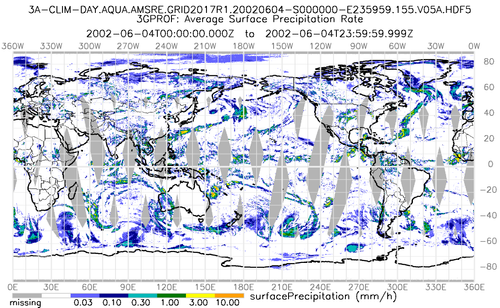 3A-CLIM-DAY.AQUA.AMSRE.GRID2017R1.20020604-S000000-E235959.155.V05A.HDF5
3GPROF: Average Surface Precipitation Rate
2002-06-04T00:00:00.000Z to 2002-06-04T23:59:59.999Z
360W 330W 300W 270W 240W 210W 180W 150W 120W 90W 60W 30W 0W
80
60
40
20
0
-20
-40
-60
-80
0E 30E 60E 90E 120E 150E 180E 210E 240E 270E 300E 330E 360E
missing 0.03 0.10 0.30 1.00 3.00 10.00 surfacePrecipitation (mm/h)